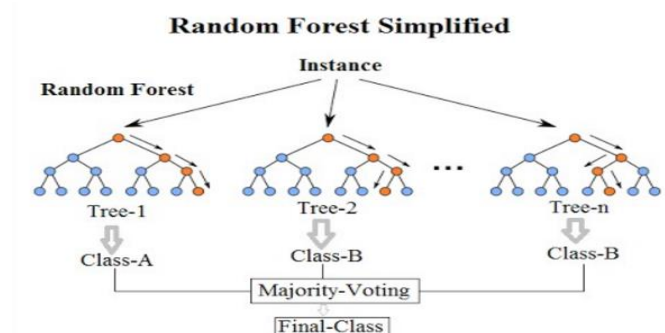 Random Forest Simplified
Instance
Random Forest
...
Tree-1 Tree-2 Tree-n
Class-A Class-B Class-B
Majority-Voting
Final-Class